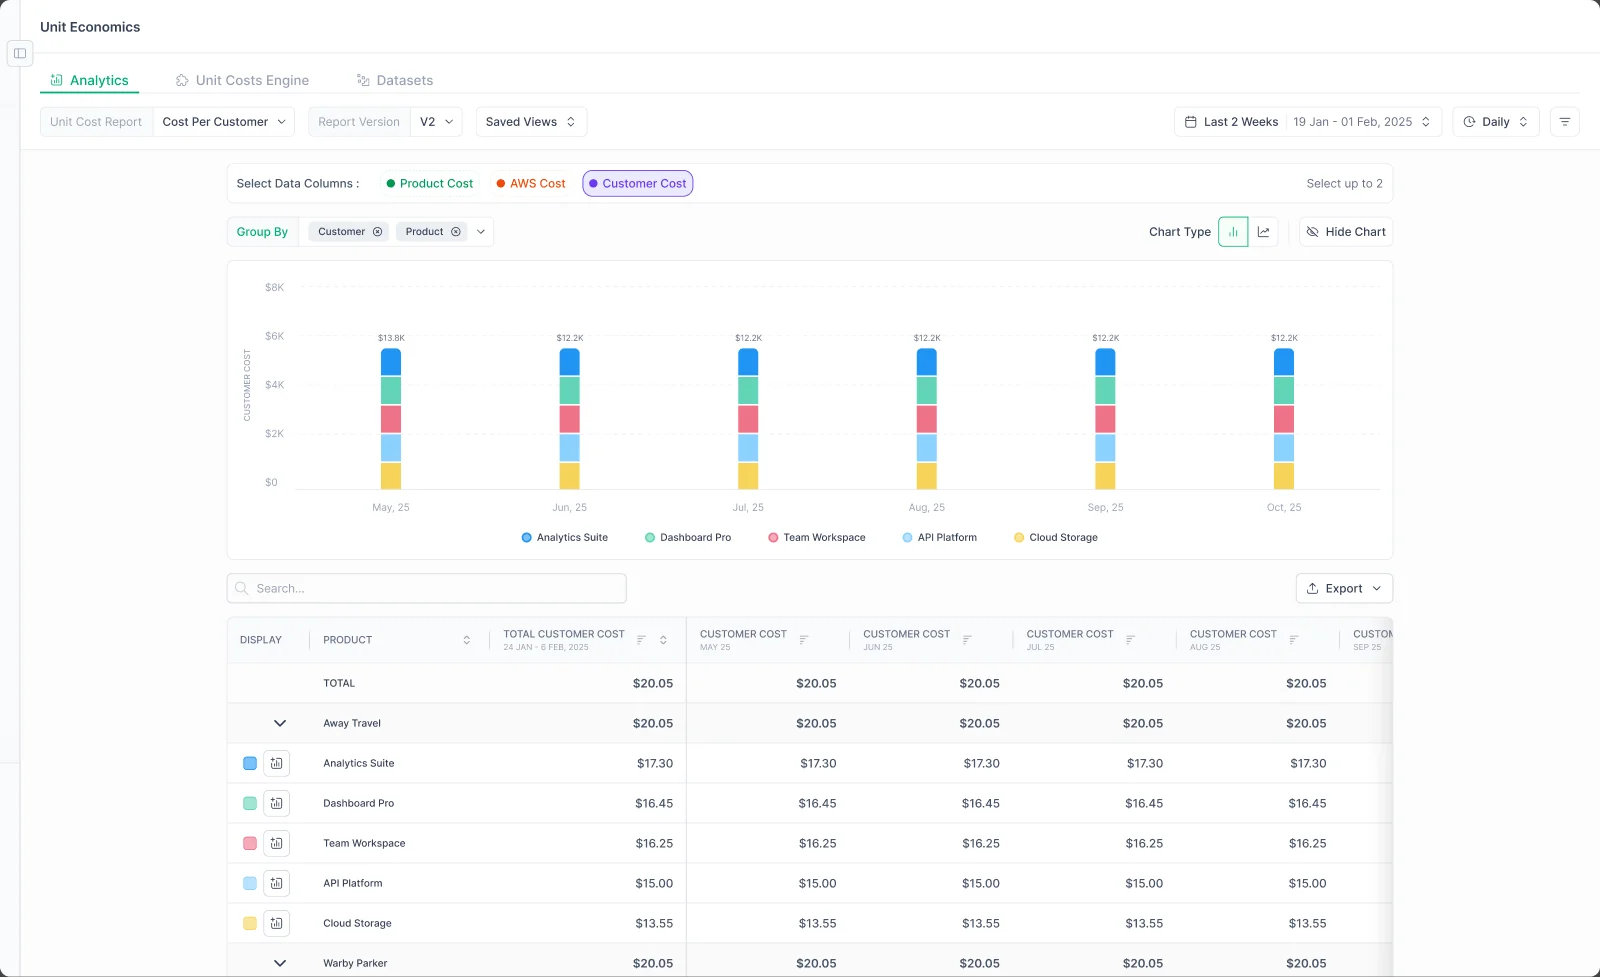 Unit Economics
Analytics Unit Costs Engine Datasets
Unit Cost Report Cost Per Customer Report Version V2 Saved Views Last 2 Weeks 19 Jan - 01 Feb, 2025 Daily
Select Data Columns : Product Cost AWS Cost Customer Cost Select up to 2
Group By Customer Product Chart Type Hide Chart
$8K
$6K
$4K
$2K
$0
CUSTOMER COST
$13.8K $12.2K $12.2K $12.2K $12.2K $12.2K
May, 25 Jun, 25 Jul, 25 Aug, 25 Sep, 25 Oct, 25
Analytics Suite Dashboard Pro Team Workspace API Platform Cloud Storage
Search... Export
DISPLAY PRODUCT TOTAL CUSTOMER COST CUSTOMER COST CUSTOMER COST CUSTOMER COST CUSTOMER COST CUSTOM
24 JAN - 6 FEB, 2025 MAY 25 JUN 25 JUL 25 AUG 25 SEP 25
TOTAL $20.05 $20.05 $20.05 $20.05 $20.05
Away Travel $20.05 $20.05 $20.05 $20.05 $20.05
Analytics Suite $17.30 $17.30 $17.30 $17.30 $17.30
Dashboard Pro $16.45 $16.45 $16.45 $16.45 $16.45
Team Workspace $16.25 $16.25 $16.25 $16.25 $16.25
API Platform $15.00 $15.00 $15.00 $15.00 $15.00
Cloud Storage $13.55 $13.55 $13.55 $13.55 $13.55
Warby Parker $20.05 $20.05 $20.05 $20.05 $20.05